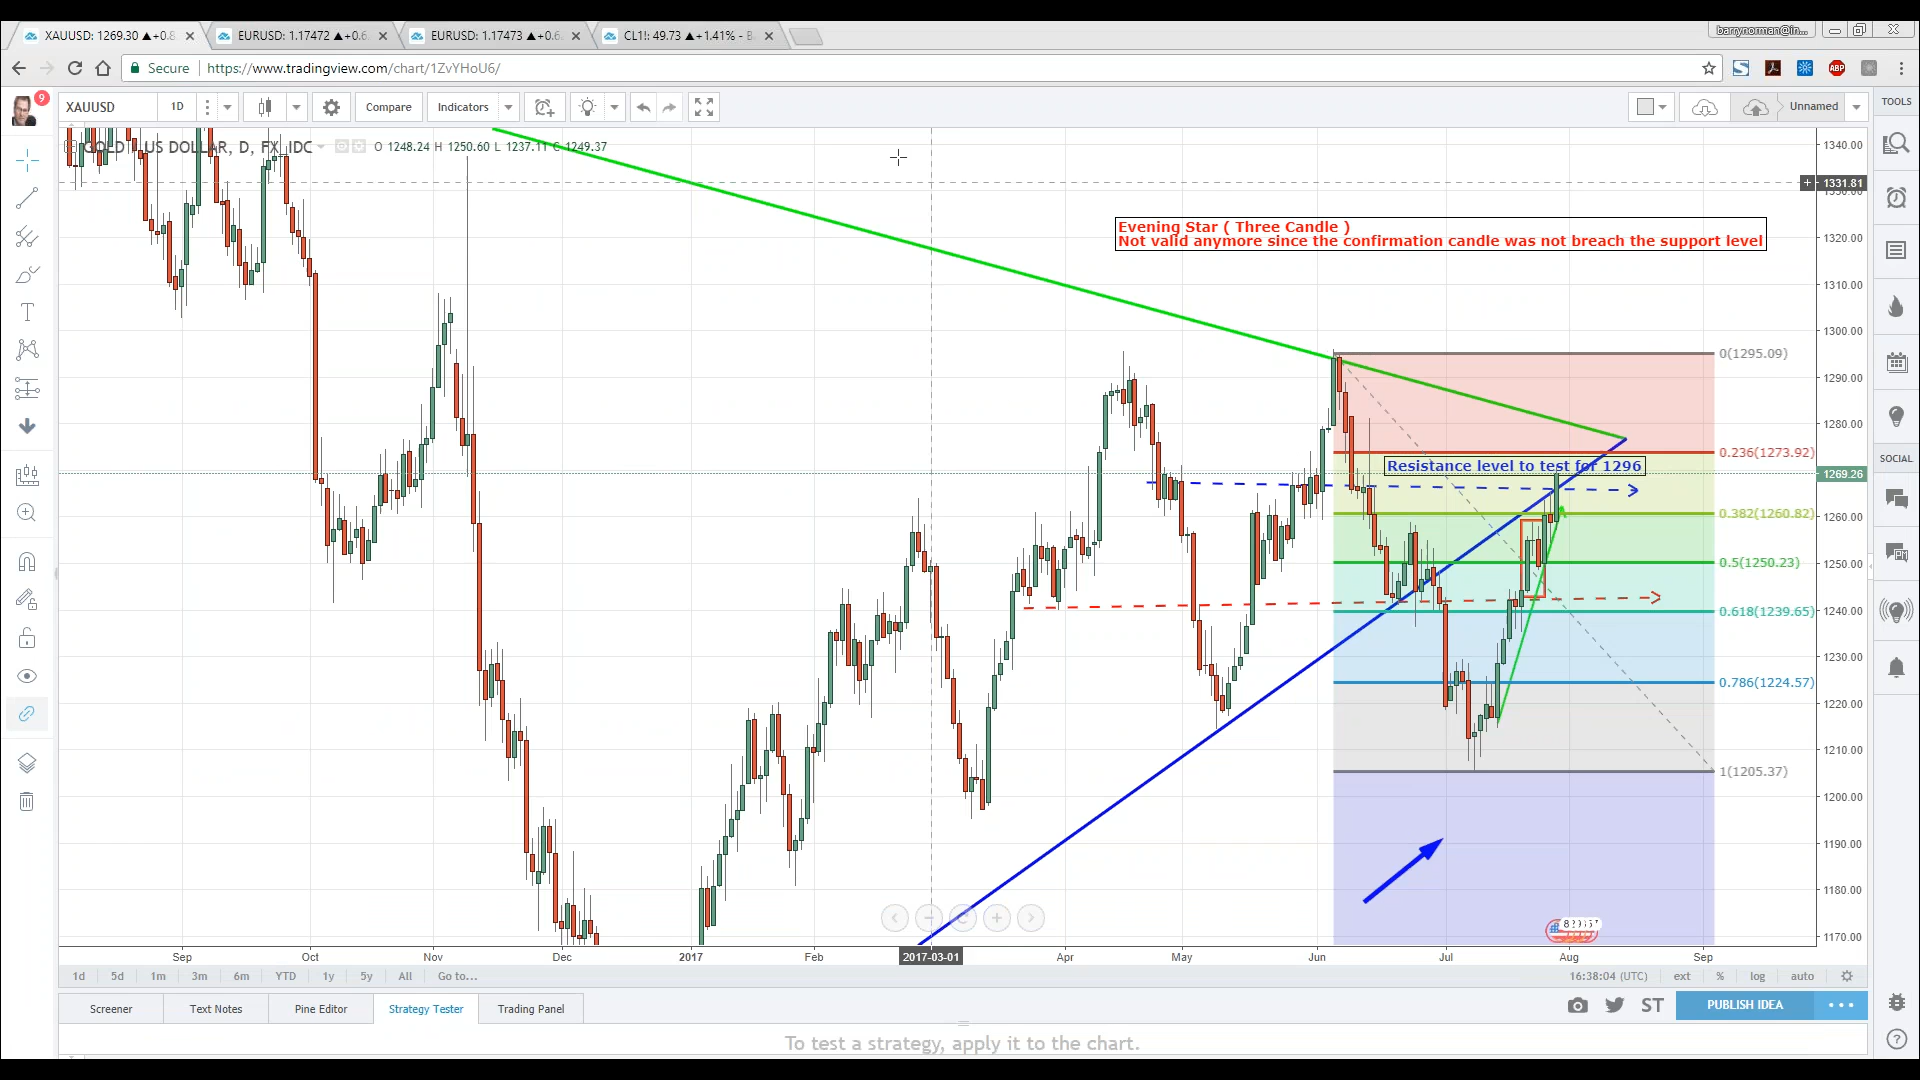 XAUUSD: 1269.30 ▲+0.8
EURUSD: 1.17472 ▲+0.6
EURUSD: 1.17473 ▲+0.6
CL1!: 49.73 ▲+1.41% - B
barrynorman@in...
Secure
https://www.tradingview.com/chart/1ZvYHoU6/
ABP
9
XAUUSD
1D
Compare
Indicators
Unnamed
TOOLS
US DOLLAR, D, FX_IDC
O 1248.24 H 1250.60 L 1237.11 C 1249.37
1340.00
1331.81
Evening Star ( Three Candle )
Not valid anymore since the confirmation candle was not breach the support level
1320.00
1310.00
1300.00
0(1295.09)
1290.00
1280.00
0.236(1273.92)
SOCIAL
Resistance level to test for 1296
1269.26
0.382(1260.82)
1260.00
0.5(1250.23)
1250.00
0.618(1239.65)
1240.00
1230.00
0.786(1224.57)
1220.00
1210.00
1(1205.37)
1200.00
1190.00
1180.00
1170.00
Sep
Oct
Nov
Dec
2017
Feb
2017-03-01
Apr
May
Jun
Jul
Aug
Sep
1d
5d
1m
3m
6m
YTD
1y
5y
All
Go to...
16:38:04 (UTC)
ext
%
log
auto
Screener
Text Notes
Pine Editor
Strategy Tester
Trading Panel
ST
PUBLISH IDEA
To test a strategy, apply it to the chart.